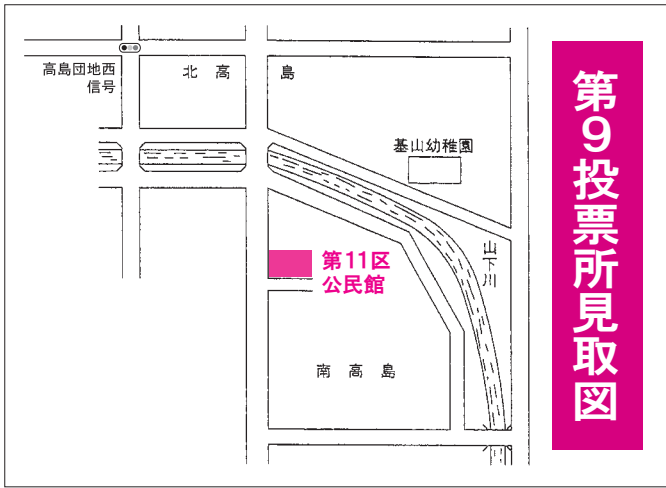 第9投票所見取図
高島団地西
信号
北高島
基山幼稚園
山下川
第11区
公民館
南高島